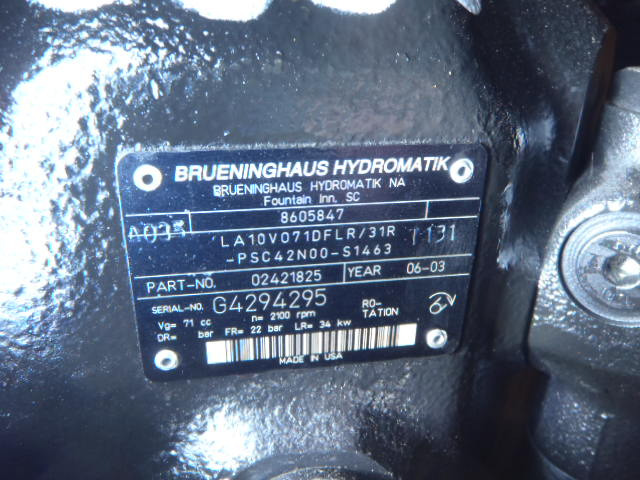 BRUENINGHAUS HYDROMATIK
BRUENINGHAUS HYDROMATIK NA
Fountain Inn. SC
8605847
A035 LA10VO71DFLR/31R 1131
-PSC42N00-S1463
PART-NO. 02421825 YEAR 06-03
SERIAL-NO. G4294295 RO-
TATION
Vg= 71 cc n= 2100 rpm
DR= bar FR= 22 bar LR= 34 kw
MADE IN USA